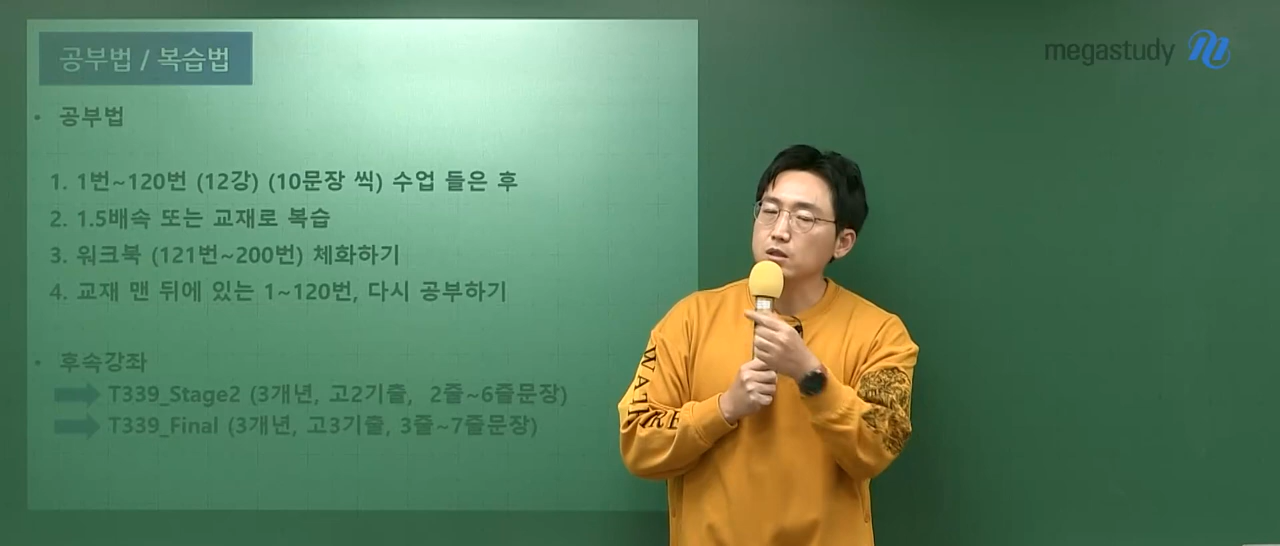 공부법 / 복습법
megastudy
• 공부법
1. 1번~120번 (12강) (10문장 씩) 수업 들은 후
2. 1.5배속 또는 교재로 복습
3. 워크북 (121번~200번) 체화하기
4. 교재 맨 뒤에 있는 1~120번, 다시 공부하기
• 후속강좌
T339_Stage2 (3개년, 고2기출, 2줄~6줄문장)
T339_Final (3개년, 고3기출, 3줄~7줄문장)